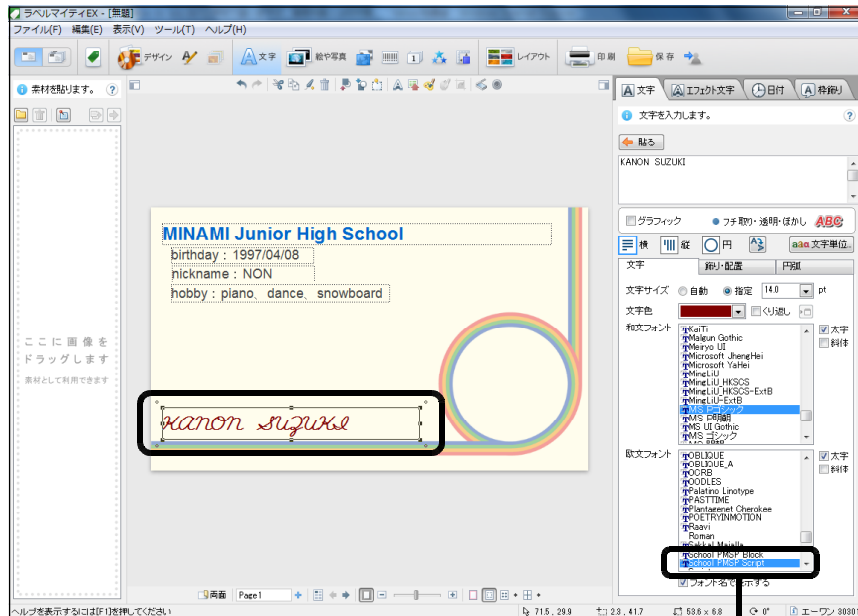 ラベルマイティEX - [無題]
ファイル(F) 編集(E) 表示(V) ツール(T) ヘルプ(H)
デザイン 文字 絵や写真 レイアウト 印刷 保存
素材を貼ります。
ここに画像を
ドラッグします
素材として利用できます
MINAMI Junior High School
birthday : 1997/04/08
nickname : NON
hobby : piano、dance、snowboard
KANON SUZUKI
文字 エフェクト文字 日付 枠飾り
文字を入力します。
貼る
KANON SUZUKI
グラフィック フチ取り・透明・ぼかし ABC
横 縦 円 文字単位...
文字 飾り・配置
文字サイズ 自動 指定 14.0 pt
文字色 くり返し
和文フォント 太字
斜体
KaiTi
Malgun Gothic
Meiryo UI
Microsoft JhengHei
Microsoft YaHei
MingLiU
MingLiU_HKSCS
MingLiU_HKSCS-ExtB
MingLiU-ExtB
MS Pゴシック
MS P明朝
MS UI Gothic
MS ゴシック
欧文フォント 太字
斜体
OBLIQUE
OBLIQUE_A
OCRB
OODLES
Palatino Linotype
PASTTIME
Plantagenet Cherokee
POETRYINMOTION
Raavi
Roman
Sakkal Majalla
School PMSP Block
School PMSP Script
フォント名で表示する
両面 Page1
ヘルプを表示するには[F1]を押してください 71.5 , 29.9 2.3 , 41.7 53.6 x 6.8 0° エーワン 5030